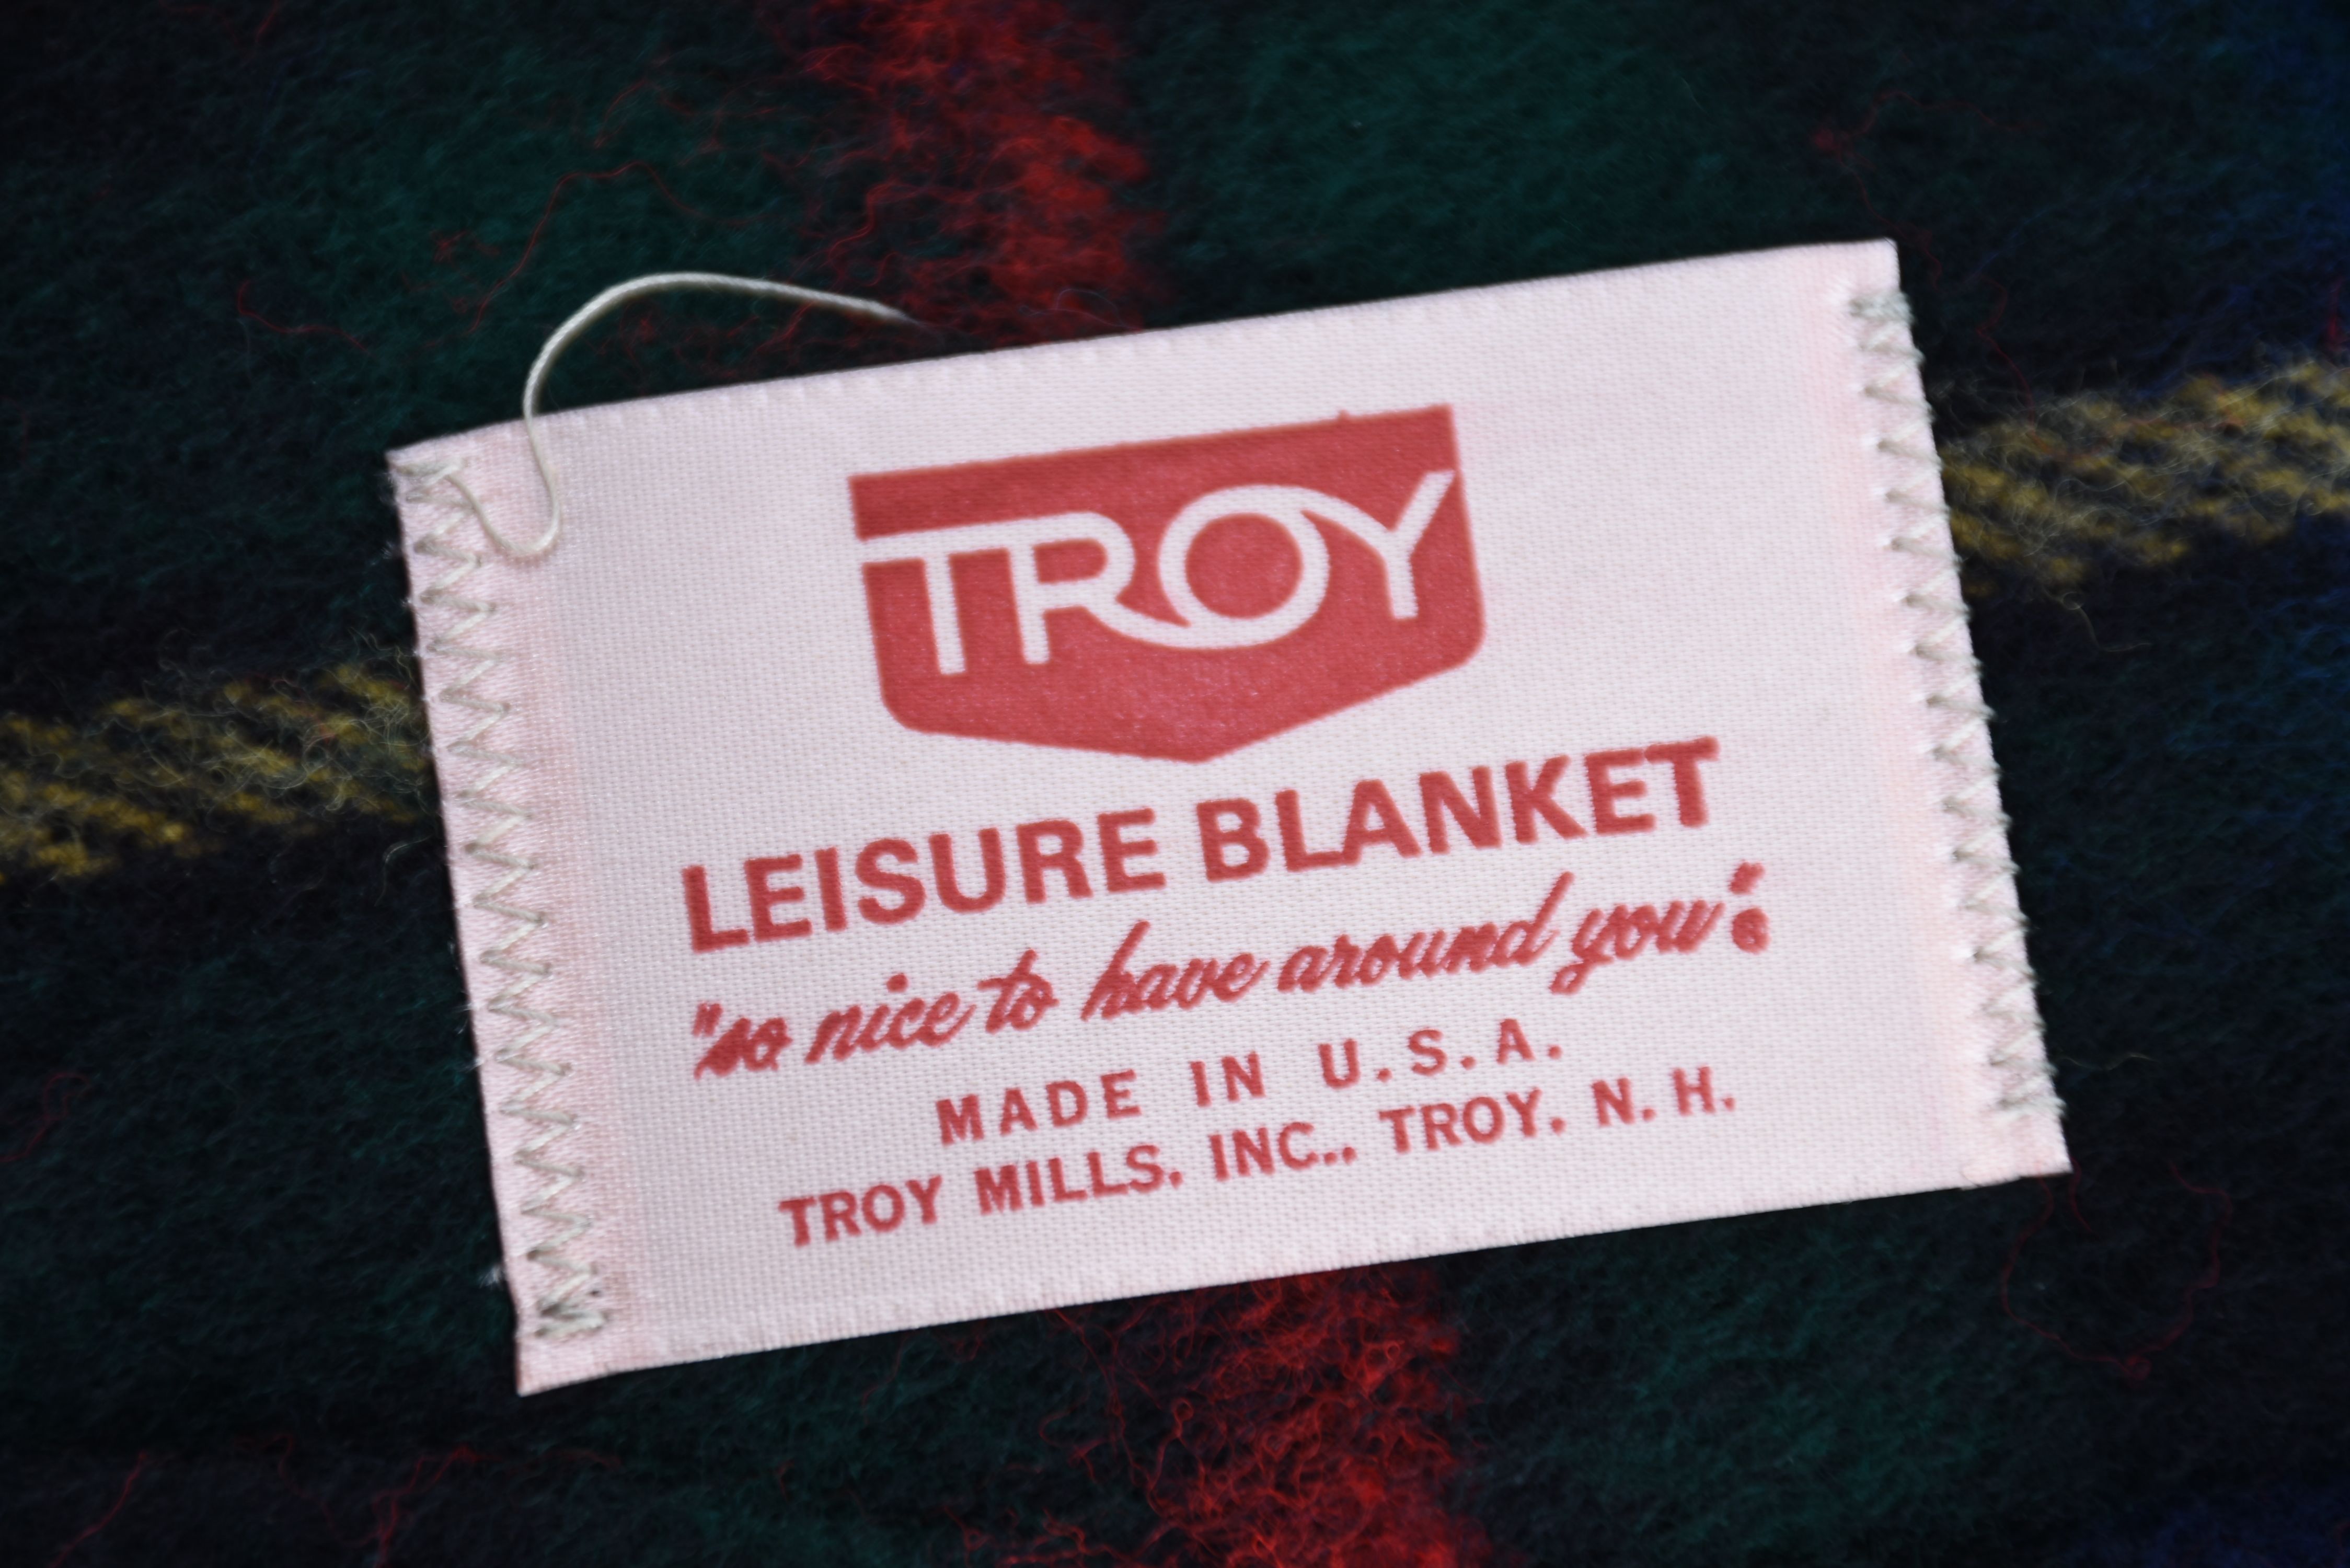 TROY
LEISURE BLANKET
"so nice to have around you".
MADE IN U.S.A.
TROY MILLS, INC., TROY, N.H.